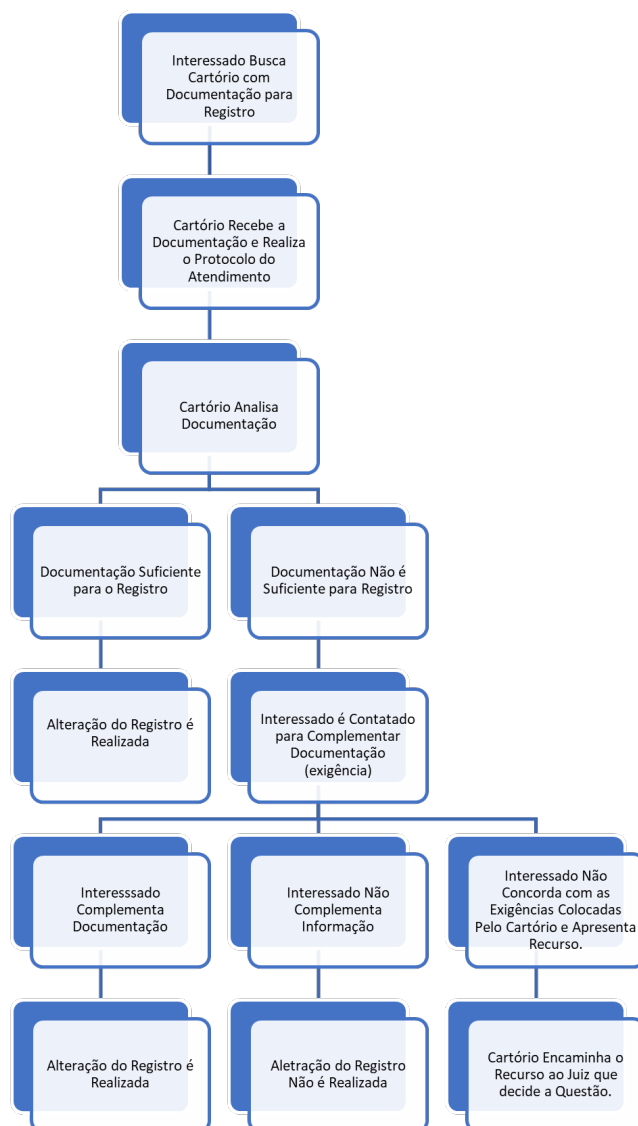 Interessado Busca
Cartório com
Documentação para
Registro
Cartório Recebe a
Documentação e Realiza
o Protocolo do
Atendimento
Cartório Analisa
Documentação
Documentação Suficiente
para o Registro
Documentação Não é
Suficiente para Registro
Alteração do Registro é
Realizada
Interessado é Contatado
para Complementar
Documentação
(exigência)
Interesssado
Complementa
Documentação
Interessado Não
Complementa
Informação
Interessado Não
Concorda com as
Exigências Colocadas
Pelo Cartório e Apresenta
Recurso.
Alteração do Registro é
Realizada
Aletração do Registro
Não é Realizada
Cartório Encaminha o
Recurso ao Juiz que
decide a Questão.